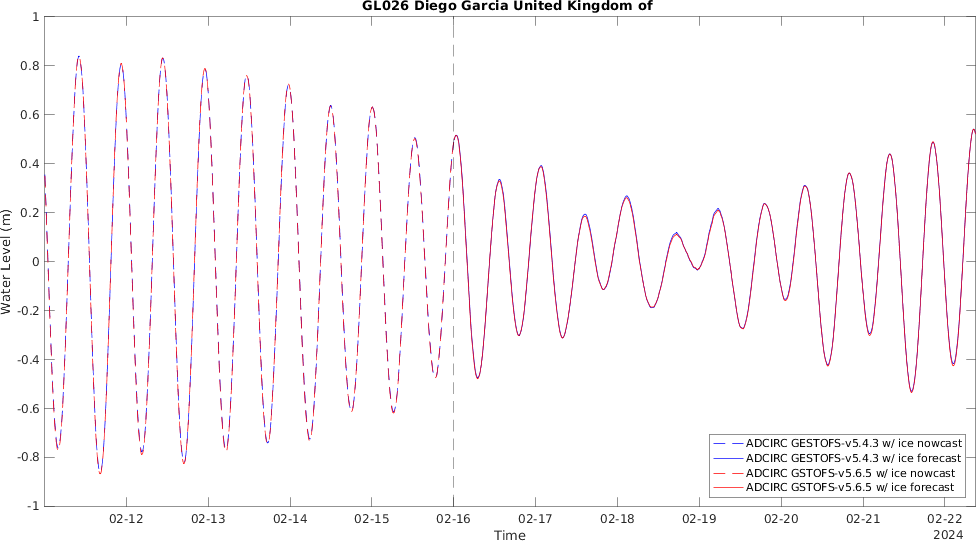 GL026 Diego Garcia United Kingdom of
1
0.8
0.6
0.4
0.2
0
-0.2
-0.4
-0.6
-0.8
-1
Water Level (m)
ADCIRC GESTOFS-v5.4.3 w/ ice nowcast
ADCIRC GESTOFS-v5.4.3 w/ ice forecast
ADCIRC GSTOFS-v5.6.5 w/ ice nowcast
ADCIRC GSTOFS-v5.6.5 w/ ice forecast
02-12 02-13 02-14 02-15 02-16 02-17 02-18 02-19 02-20 02-21 02-22
Time 2024